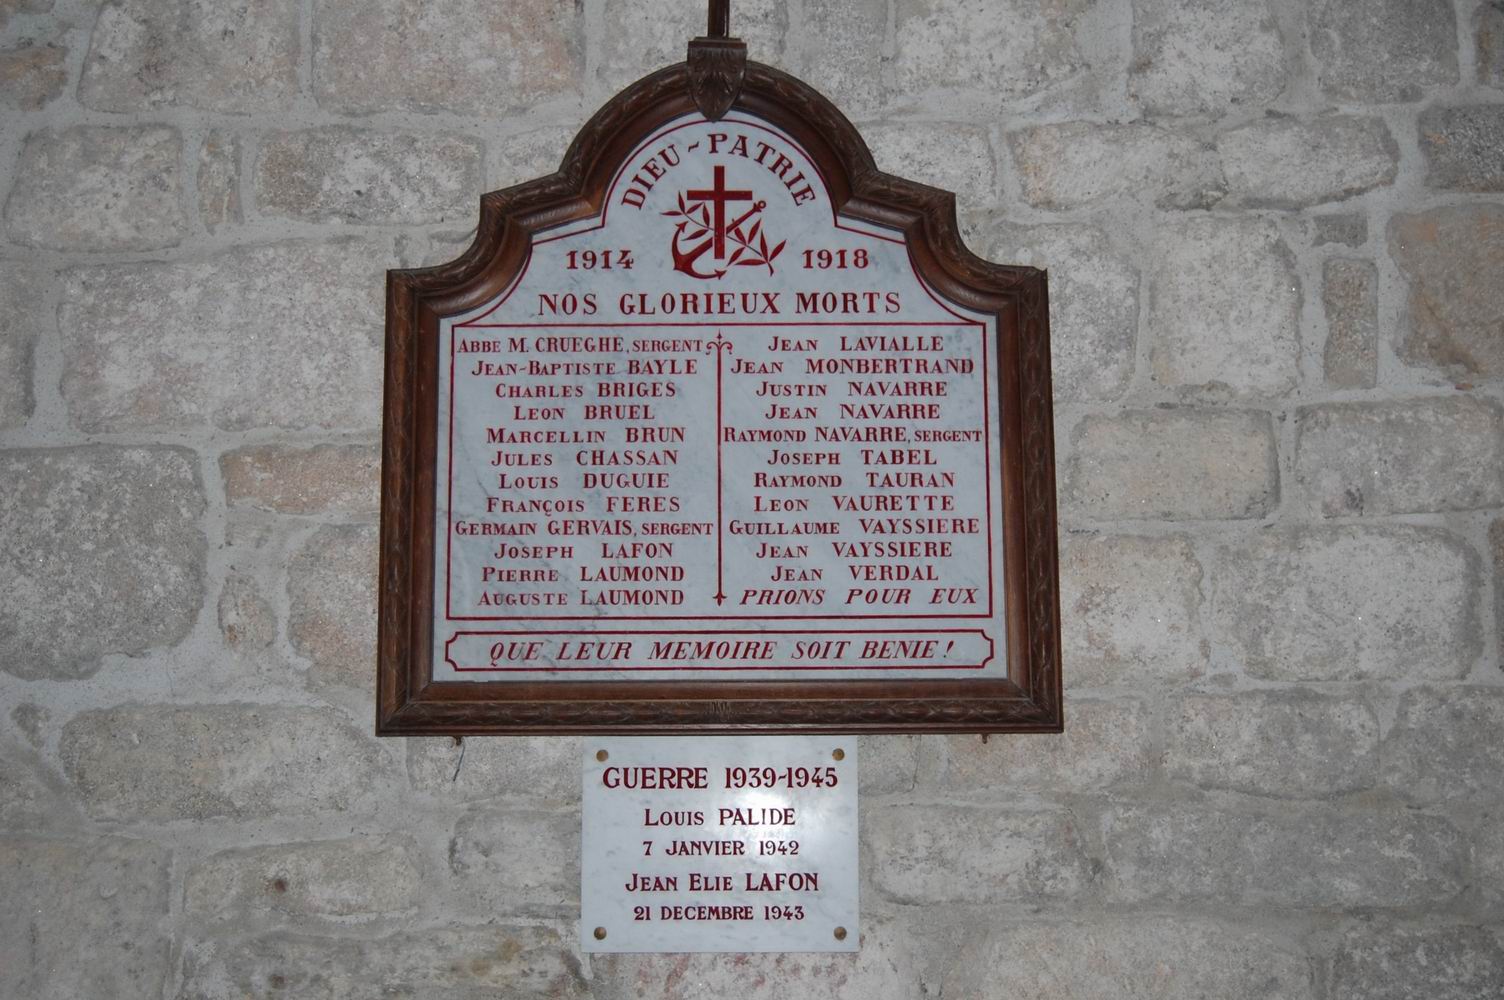 DIEU - PATRIE
1914 1918
NOS GLORIEUX MORTS
ABBE M. CRUEGHE, SERGENT
JEAN-BAPTISTE BAYLE
CHARLES BRIGES
LEON BRUEL
MARCELLIN BRUN
JULES CHASSAN
LOUIS DUGUIE
FRANÇOIS FERES
GERMAIN GERVAIS, SERGENT
JOSEPH LAFON
PIERRE LAUMOND
AUGUSTE LAUMOND
JEAN LAVIALLE
JEAN MONBERTRAND
JUSTIN NAVARRE
JEAN NAVARRE
RAYMOND NAVARRE, SERGENT
JOSEPH TABEL
RAYMOND TAURAN
LEON VAURETTE
GUILLAUME VAYSSIERE
JEAN VAYSSIERE
JEAN VERDAL
PRIONS POUR EUX
QUE LEUR MEMOIRE SOIT BENIE !
GUERRE 1939-1945
LOUIS PALIDE
7 JANVIER 1942
JEAN ELIE LAFON
21 DECEMBRE 1943